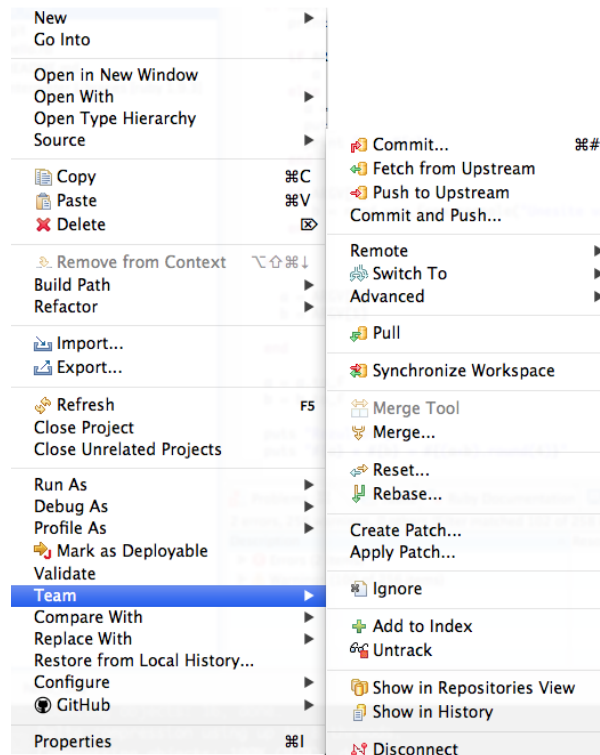 New
Go Into
Open in New Window
Open With
Open Type Hierarchy
Source
Copy ⌘C
Paste ⌘V
Delete ⌦
Remove from Context ⌥⇧⌘↓
Build Path
Refactor
Import...
Export...
Refresh F5
Close Project
Close Unrelated Projects
Run As
Debug As
Profile As
Mark as Deployable
Validate
Team
Compare With
Replace With
Restore from Local History...
Configure
GitHub
Properties ⌘I
Commit... ⌘#
Fetch from Upstream
Push to Upstream
Commit and Push...
Remote
Switch To
Advanced
Pull
Synchronize Workspace
Merge Tool
Merge...
Reset...
Rebase...
Create Patch...
Apply Patch...
Ignore
Add to Index
Untrack
Show in Repositories View
Show in History
Disconnect